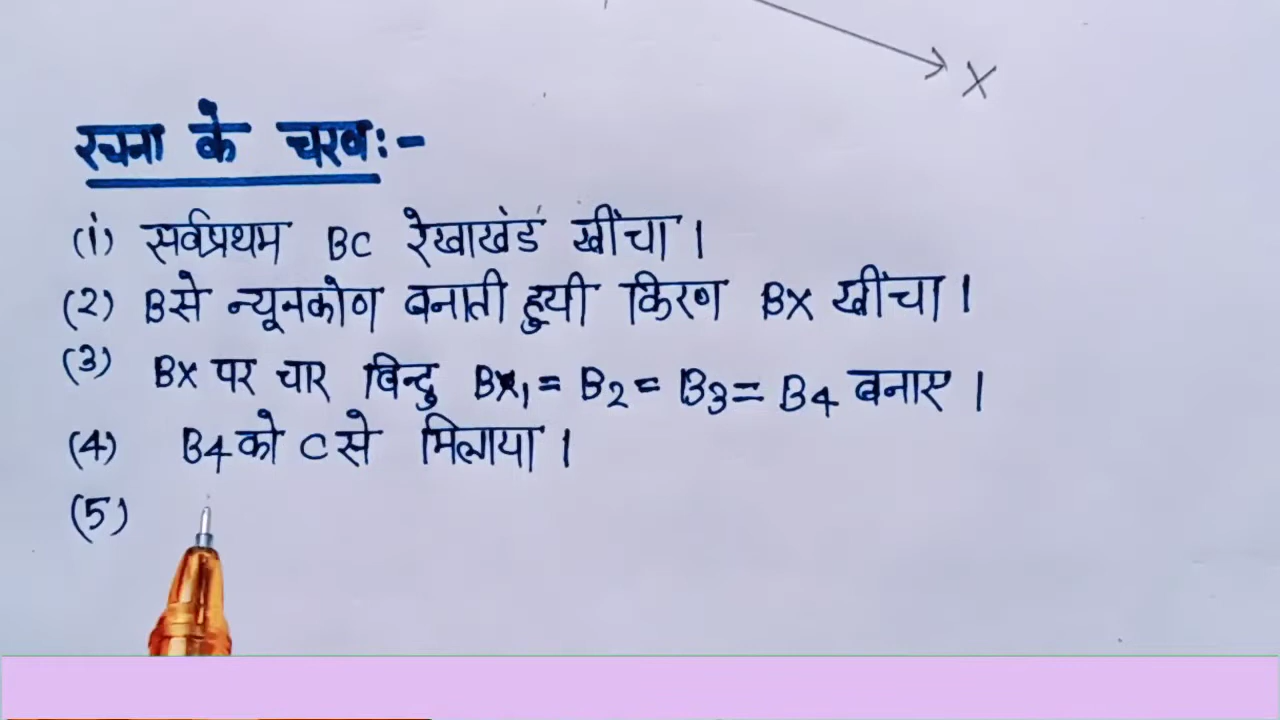 X
रचना के चरण:-
(i) सर्वप्रथम BC रेखाखंड खींचा।
(2) B से न्यूनकोण बनाती हुयी किरण BX खींचा।
(3) BX पर चार बिन्दु BX₁ = B₂ = B₃ = B₄ बनाए।
(4) B₄ को C से मिलाया।
(5)